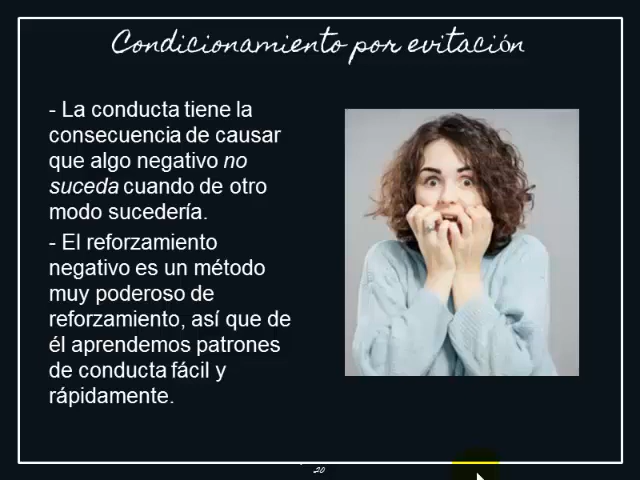 Condicionamiento por evitación
- La conducta tiene la
consecuencia de causar
que algo negativo no
suceda cuando de otro
modo sucedería.
- El reforzamiento
negativo es un método
muy poderoso de
reforzamiento, así que de
él aprendemos patrones
de conducta fácil y
rápidamente.
20